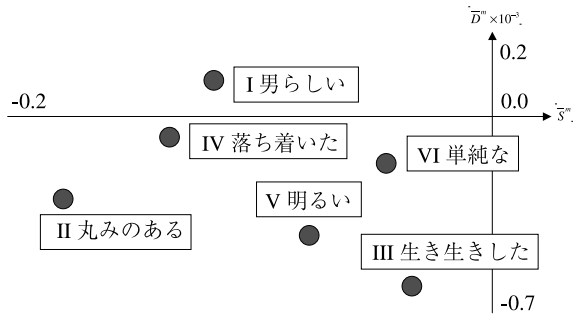 D̅ᵐ ×10⁻³
0.2
I 男らしい
-0.2
0.0
S̅ᵐ
IV 落ち着いた
VI 単純な
V 明るい
II 丸みのある
III 生き生きした
-0.7